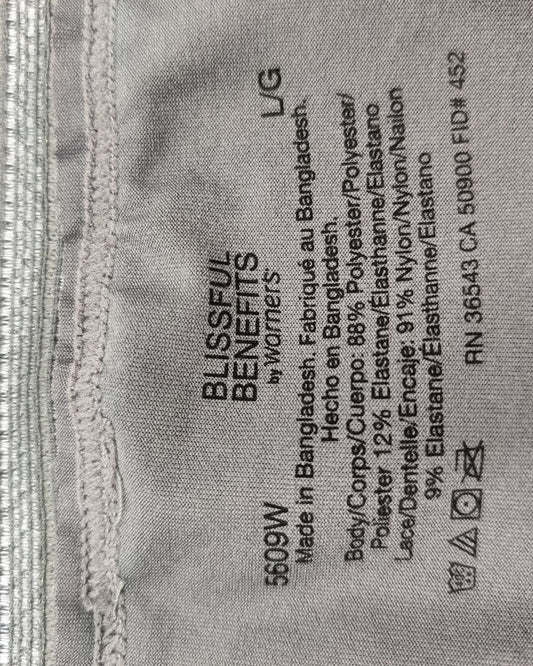 BLISSFUL
BENEFITS
by Warners
5609W L/G
Made in Bangladesh. Fabriqué au Bangladesh.
Hecho en Bangladesh.
Body/Corps/Cuerpo: 88% Polyester/Polyester/
Poliester 12% Elastane/Elasthanne/Elastano
Lace/Dentelle/Encaje: 91% Nylon/Nylon/Nailon
9% Elastane/Elasthanne/Elastano
RN 36543 CA 50900 FID# 452